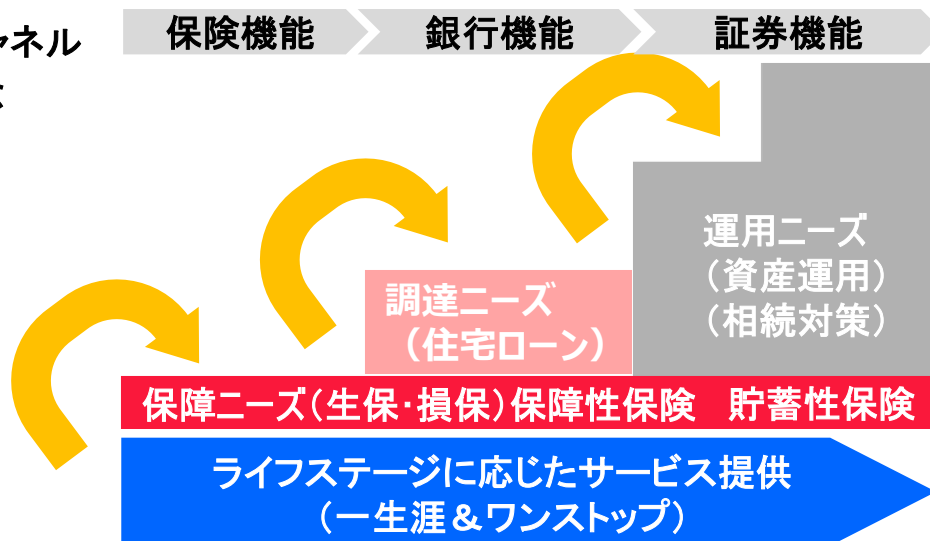 ャネル
保険機能
銀行機能
証券機能
運用ニーズ
（資産運用）
（相続対策）
調達ニーズ
（住宅ローン）
保障ニーズ（生保・損保）保障性保険　貯蓄性保険
ライフステージに応じたサービス提供
（一生涯＆ワンストップ）